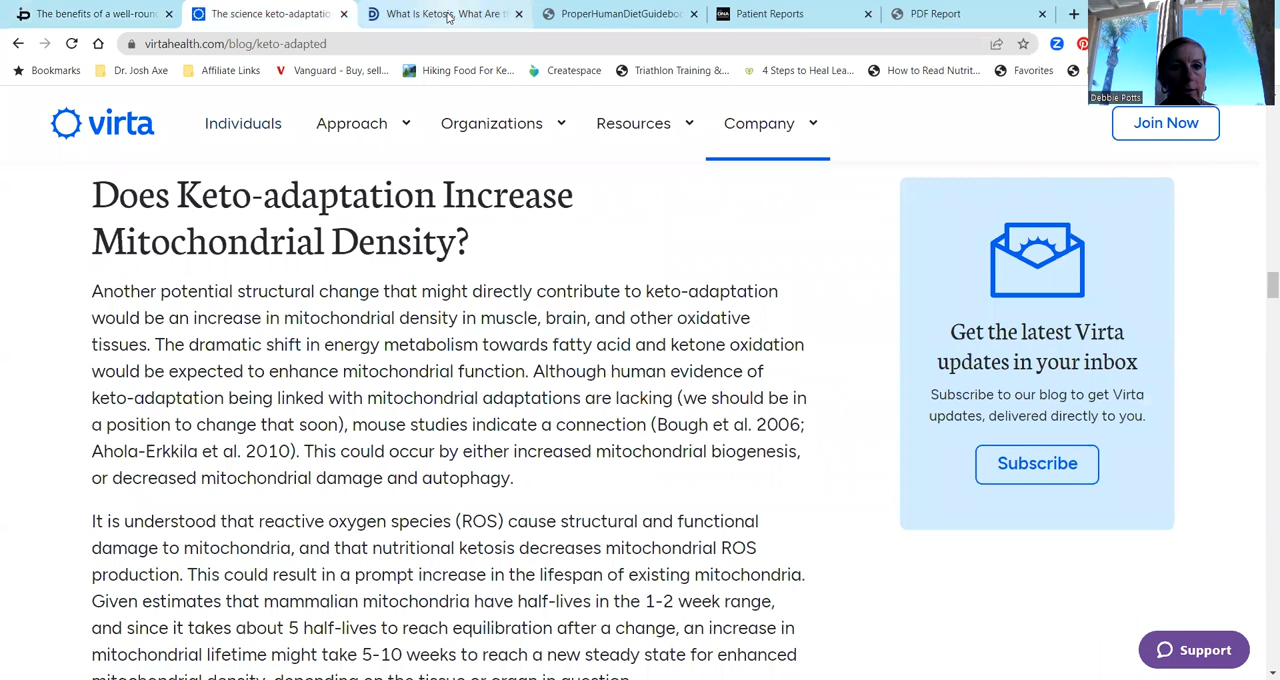 The benefits of a well-roun
The science keto-adaptatio
What Is Ketosis, What Are t
ProperHumanDietGuideboo
DNA
Patient Reports
PDF Report
virtahealth.com/blog/keto-adapted
Bookmarks
Dr. Josh Axe
Affiliate Links
Vanguard - Buy, sell...
Hiking Food For Ke...
Createspace
Triathlon Training &...
4 Steps to Heal Lea...
How to Read Nutrit...
Favorites
Debbie Potts
virta
Individuals
Approach
Organizations
Resources
Company
Join Now
Does Keto-adaptation Increase
Mitochondrial Density?
Another potential structural change that might directly contribute to keto-adaptation
would be an increase in mitochondrial density in muscle, brain, and other oxidative
tissues. The dramatic shift in energy metabolism towards fatty acid and ketone oxidation
would be expected to enhance mitochondrial function. Although human evidence of
keto-adaptation being linked with mitochondrial adaptations are lacking (we should be in
a position to change that soon), mouse studies indicate a connection (Bough et al. 2006;
Ahola-Erkkila et al. 2010). This could occur by either increased mitochondrial biogenesis,
or decreased mitochondrial damage and autophagy.
It is understood that reactive oxygen species (ROS) cause structural and functional
damage to mitochondria, and that nutritional ketosis decreases mitochondrial ROS
production. This could result in a prompt increase in the lifespan of existing mitochondria.
Given estimates that mammalian mitochondria have half-lives in the 1-2 week range,
and since it takes about 5 half-lives to reach equilibration after a change, an increase in
mitochondrial lifetime might take 5-10 weeks to reach a new steady state for enhanced
mitochondrial density, depending on the tissue or organ in question.
Get the latest Virta
updates in your inbox
Subscribe to our blog to get Virta
updates, delivered directly to you.
Subscribe
Support